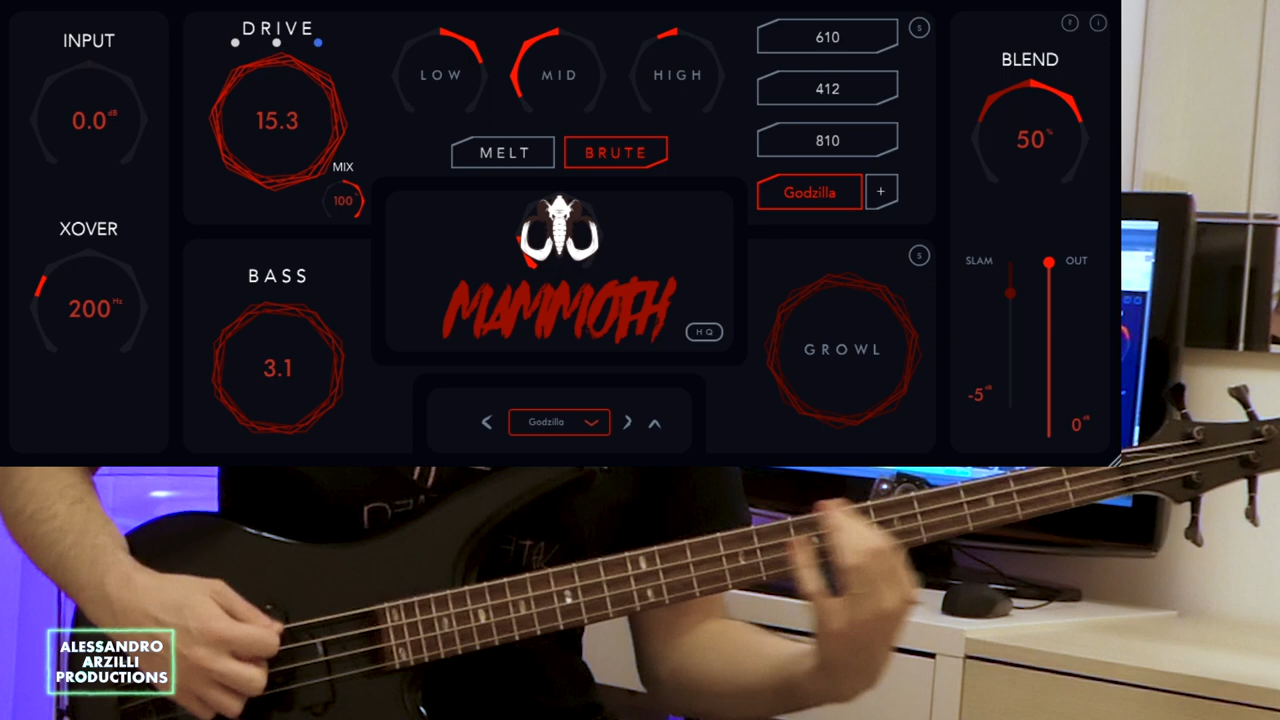 INPUT
0.0 dB
XOVER
200 Hz
DRIVE
15.3
MIX
100
BASS
3.1
LOW
MID
HIGH
MELT
BRUTE
MAMMOTH
HQ
Godzilla
610
S
412
810
Godzilla
+
S
GROWL
BLEND
50 %
SLAM
OUT
-5 dB
0 dB
ALESSANDRO
ARZILLI
PRODUCTIONS